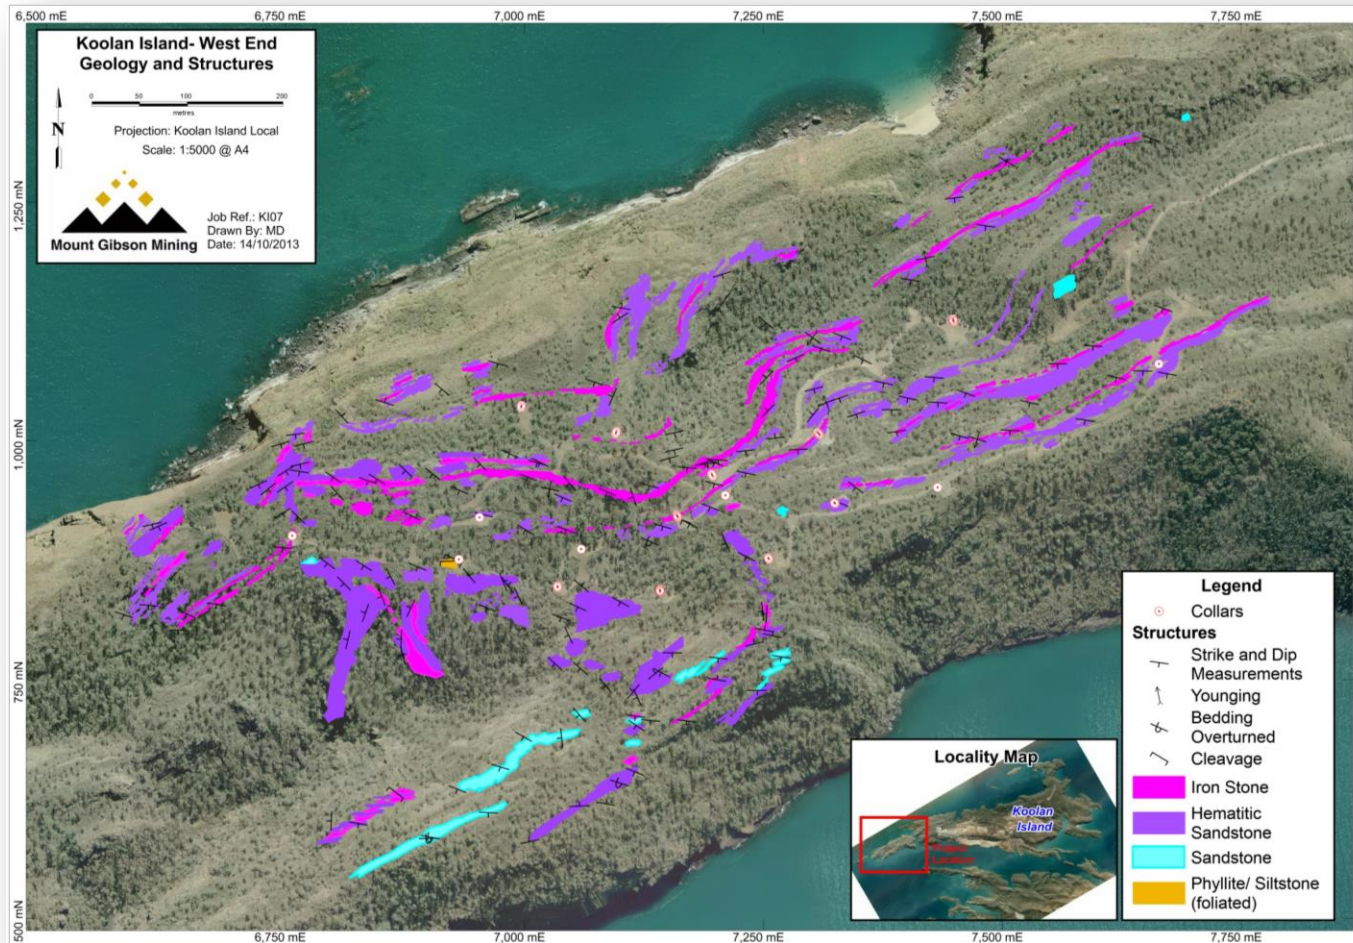 6,500 mE
6,750 mE
7,000 mE
7,250 mE
7,500 mE
7,750 mE
Koolan Island- West End
Geology and Structures
0 50 100 200
metres
N
Projection: Koolan Island Local
Scale: 1:5000 @ A4
Job Ref.: KI07
Drawn By: MD
Date: 14/10/2013
Mount Gibson Mining
1,250 mN
1,000 mN
750 mN
500 mN
Legend
Collars
Structures
Strike and Dip
Measurements
Younging
Bedding
Overturned
Cleavage
Iron Stone
Hematitic
Sandstone
Sandstone
Phyllite/ Siltstone
(foliated)
Locality Map
Koolan
Island
Project
Location
6,750 mE
7,000 mE
7,250 mE
7,500 mE
7,750 mE